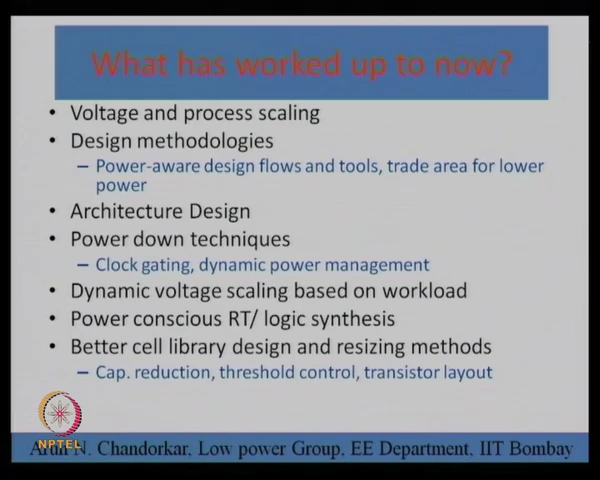 What has worked up to now?
• Voltage and process scaling
• Design methodologies
– Power-aware design flows and tools, trade area for lower
power
• Architecture Design
• Power down techniques
– Clock gating, dynamic power management
• Dynamic voltage scaling based on workload
• Power conscious RT/ logic synthesis
• Better cell library design and resizing methods
– Cap. reduction, threshold control, transistor layout
NPTEL
Arun N. Chandorkar, Low power Group, EE Department, IIT Bombay